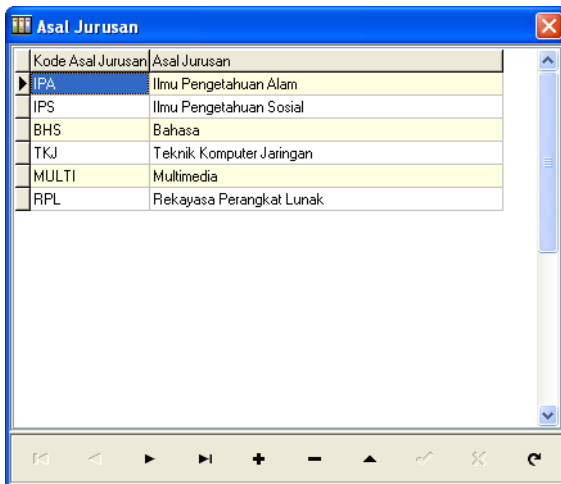 Asal Jurusan
Kode Asal Jurusan Asal Jurusan
IPA Ilmu Pengetahuan Alam
IPS Ilmu Pengetahuan Sosial
BHS Bahasa
TKJ Teknik Komputer Jaringan
MULTI Multimedia
RPL Rekayasa Perangkat Lunak